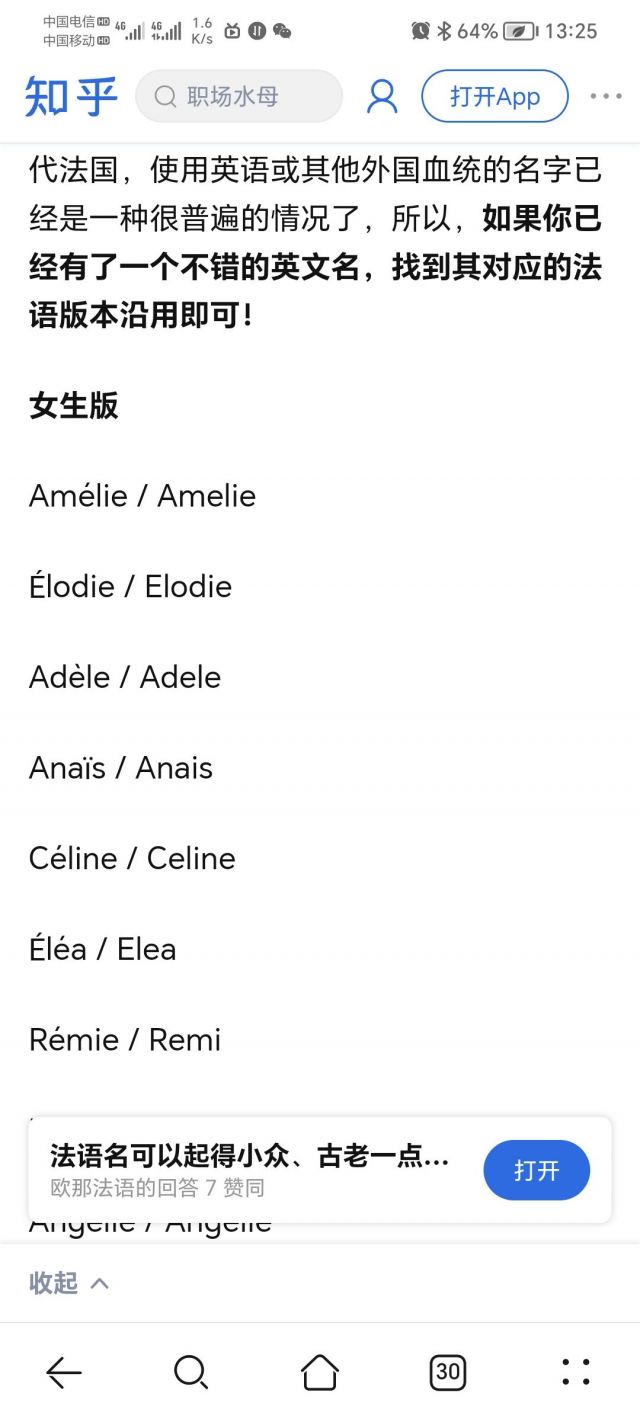 中国电信HD 4G 4G 1.6 64% 13:25
中国移动HD K/s
知乎 职场水母 打开App
代法国，使用英语或其他外国血统的名字已
经是一种很普遍的情况了，所以，如果你已
经有了一个不错的英文名，找到其对应的法
语版本沿用即可!
女生版
Amélie / Amelie
Élodie / Elodie
Adèle / Adele
Anaïs / Anais
Céline / Celine
Éléa / Elea
Rémie / Remi
法语名可以起得小众、古老一点...
欧那法语的回答 7 赞同
打开
Angélie / Angelie
收起
30